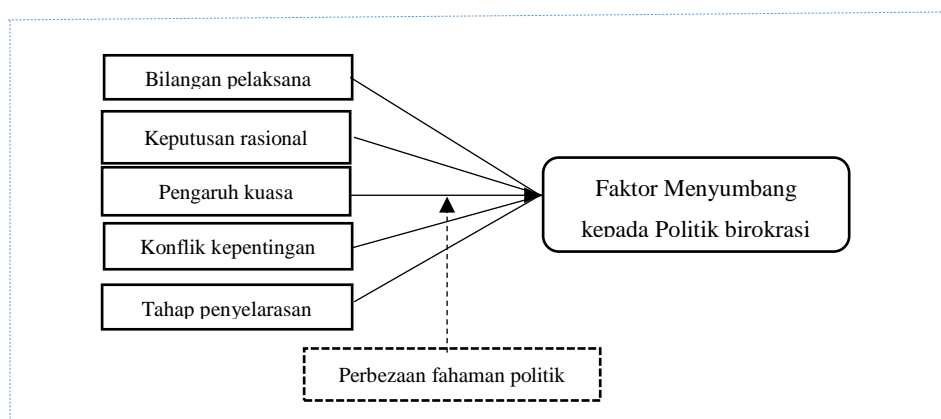 Bilangan pelaksana
Keputusan rasional
Pengaruh kuasa
Konflik kepentingan
Tahap penyelarasan
Faktor Menyumbang
kepada Politik birokrasi
Perbezaan fahaman politik